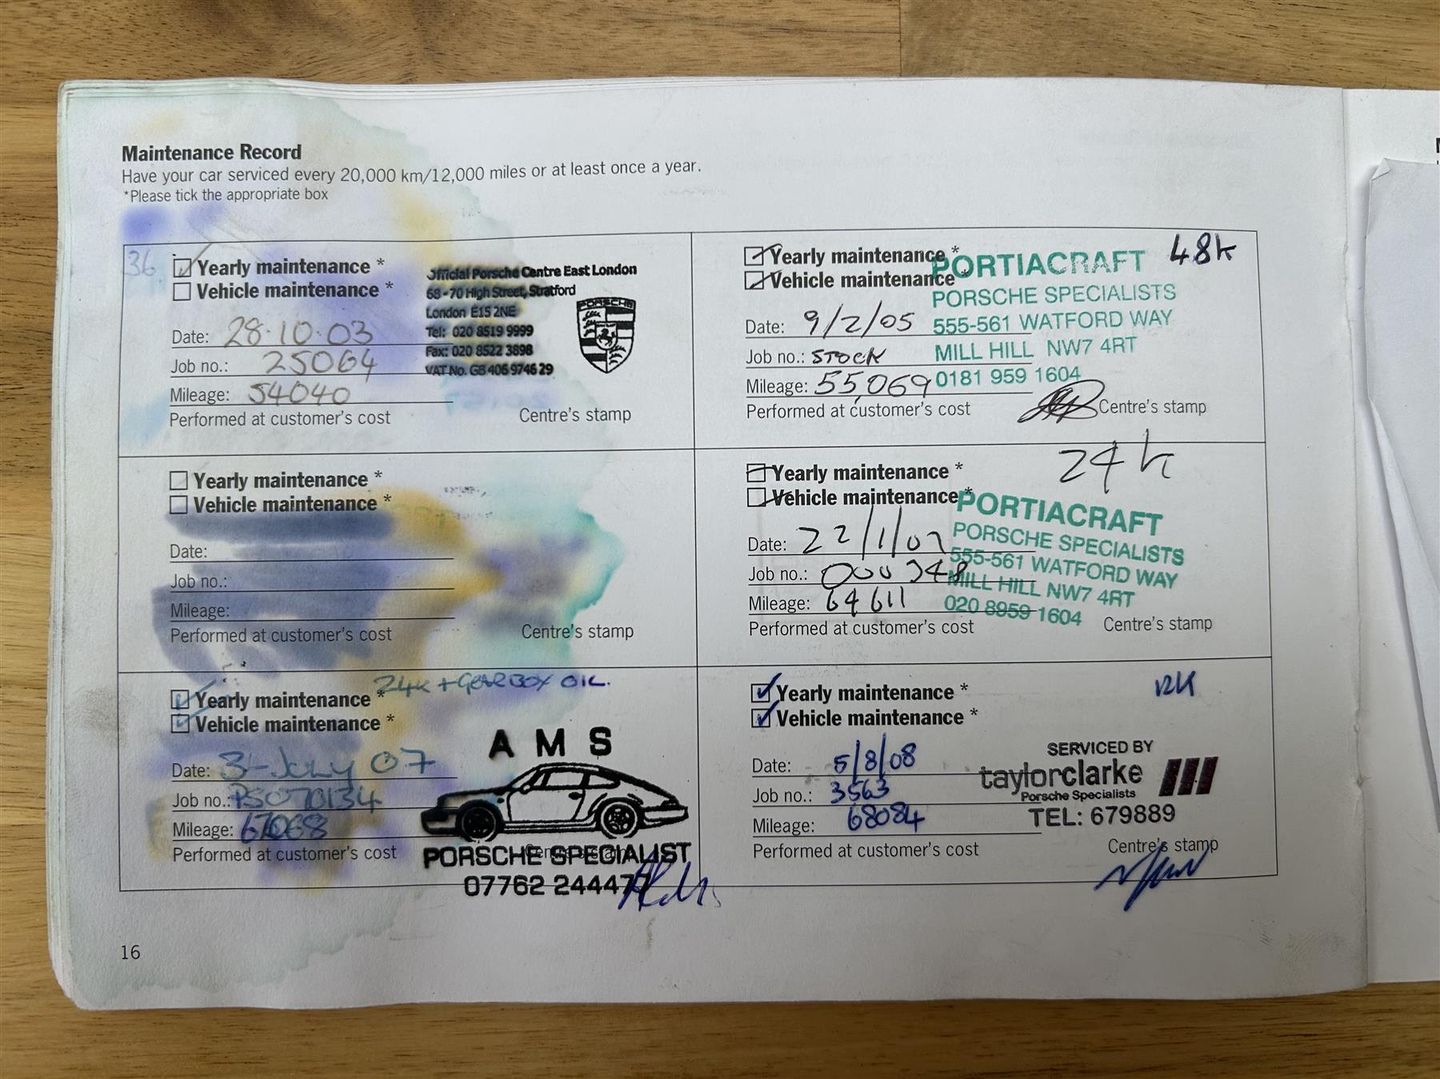 Maintenance Record
Have your car serviced every 20,000 km/12,000 miles or at least once a year.
*Please tick the appropriate box
36
Yearly maintenance *
Vehicle maintenance *
Date: 28.10.03
Job no.: 25064
Mileage: 54040
Performed at customer's cost
Official Porsche Centre East London
68-70 High Street, Stratford
London E15 2NE
Tel: 020 8519 9999
Fax: 020 8522 3898
VAT No. GB 406 9746 29
PORSCHE
Centre's stamp
Yearly maintenance *
Vehicle maintenance *
Date: 9/2/05
Job no.: STOCK
Mileage: 55,069
Performed at customer's cost
48k
PORTIACRAFT
PORSCHE SPECIALISTS
555-561 WATFORD WAY
MILL HILL NW7 4RT
0181 959 1604
Centre's stamp
Yearly maintenance *
Vehicle maintenance *
Date:
Job no.:
Mileage:
Performed at customer's cost
Centre's stamp
Yearly maintenance *
Vehicle maintenance *
Date: 22/1/07
Job no.: 000348
Mileage: 64611
Performed at customer's cost
24k
PORTIACRAFT
PORSCHE SPECIALISTS
555-561 WATFORD WAY
MILL HILL NW7 4RT
020 8959 1604
Centre's stamp
24k + GEARBOX OIL.
Yearly maintenance *
Vehicle maintenance *
Date: 3-July 07
Job no.: PS070134
Mileage: 67068
Performed at customer's cost
AMS
Centre's stamp
PORSCHE SPECIALIST
07762 244477
Yearly maintenance *
Vehicle maintenance *
Date: 5/8/08
Job no.: 3563
Mileage: 68084
Performed at customer's cost
12k
SERVICED BY
taylorclarke
Porsche Specialists
TEL: 679889
Centre's stamp
16